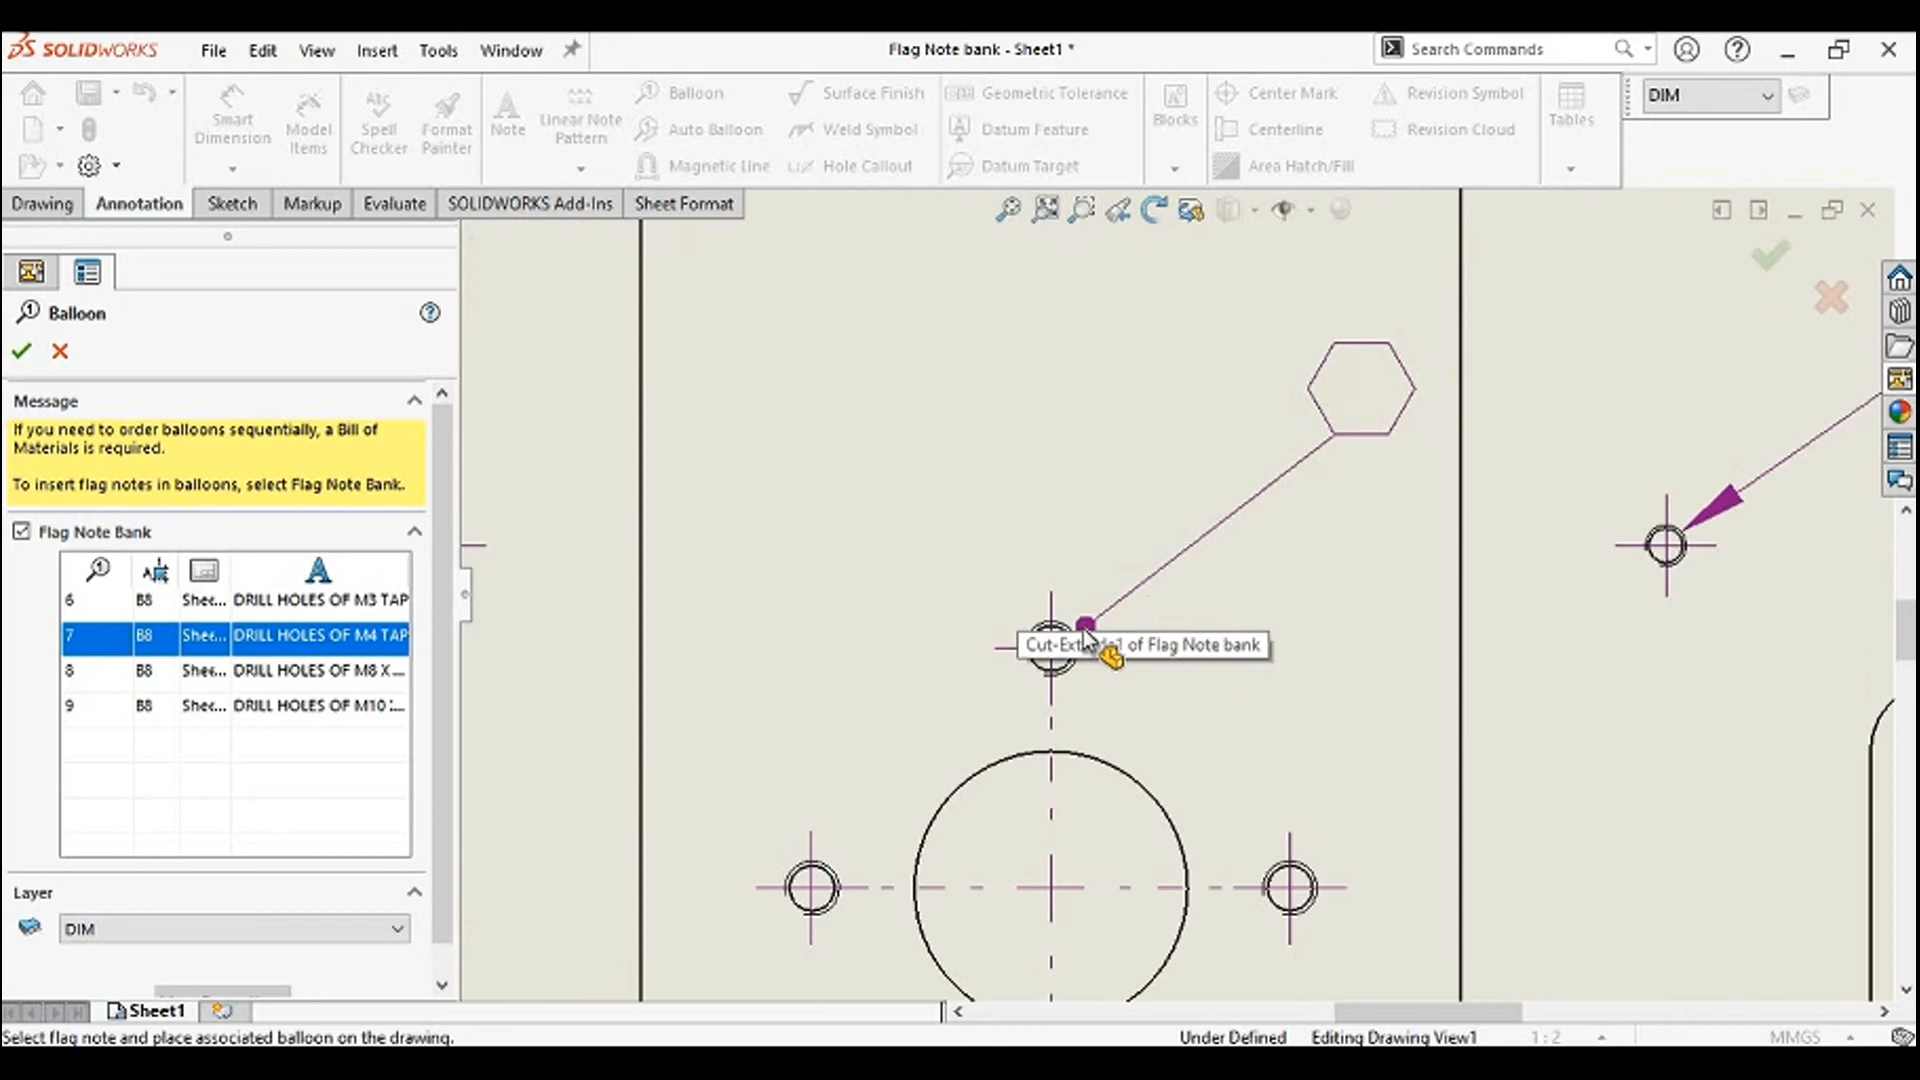 SOLIDWORKS File Edit View Insert Tools Window Flag Note bank - Sheet1 * Search Commands
Smart Dimension
Model Items
Spell Checker
Format Painter
Note
Linear Note Pattern
Balloon
Auto Balloon
Magnetic Line
Surface Finish
Weld Symbol
Hole Callout
Geometric Tolerance
Datum Feature
Datum Target
Blocks
Center Mark
Centerline
Area Hatch/Fill
Revision Symbol
Revision Cloud
Tables
DIM
Drawing Annotation Sketch Markup Evaluate SOLIDWORKS Add-Ins Sheet Format
Balloon
Message
If you need to order balloons sequentially, a Bill of
Materials is required.
To insert flag notes in balloons, select Flag Note Bank.
Flag Note Bank
6 B8 Shee... DRILL HOLES OF M3 TAP
7 B8 Shee... DRILL HOLES OF M4 TAP
8 B8 Shee... DRILL HOLES OF M8 X ...
9 B8 Shee... DRILL HOLES OF M10 ...
Layer
DIM
Cut-Extrude1 of Flag Note bank
Sheet1
Select flag note and place associated balloon on the drawing. Under Defined Editing Drawing View1 1 : 2 MMGS